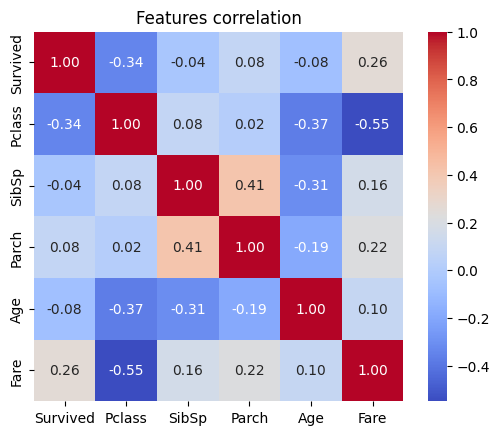 Features correlation
Survived 1.00 -0.34 -0.04 0.08 -0.08 0.26
Pclass -0.34 1.00 0.08 0.02 -0.37 -0.55
SibSp -0.04 0.08 1.00 0.41 -0.31 0.16
Parch 0.08 0.02 0.41 1.00 -0.19 0.22
Age -0.08 -0.37 -0.31 -0.19 1.00 0.10
Fare 0.26 -0.55 0.16 0.22 0.10 1.00
Survived Pclass SibSp Parch Age Fare
1.0
0.8
0.6
0.4
0.2
0.0
−0.2
−0.4